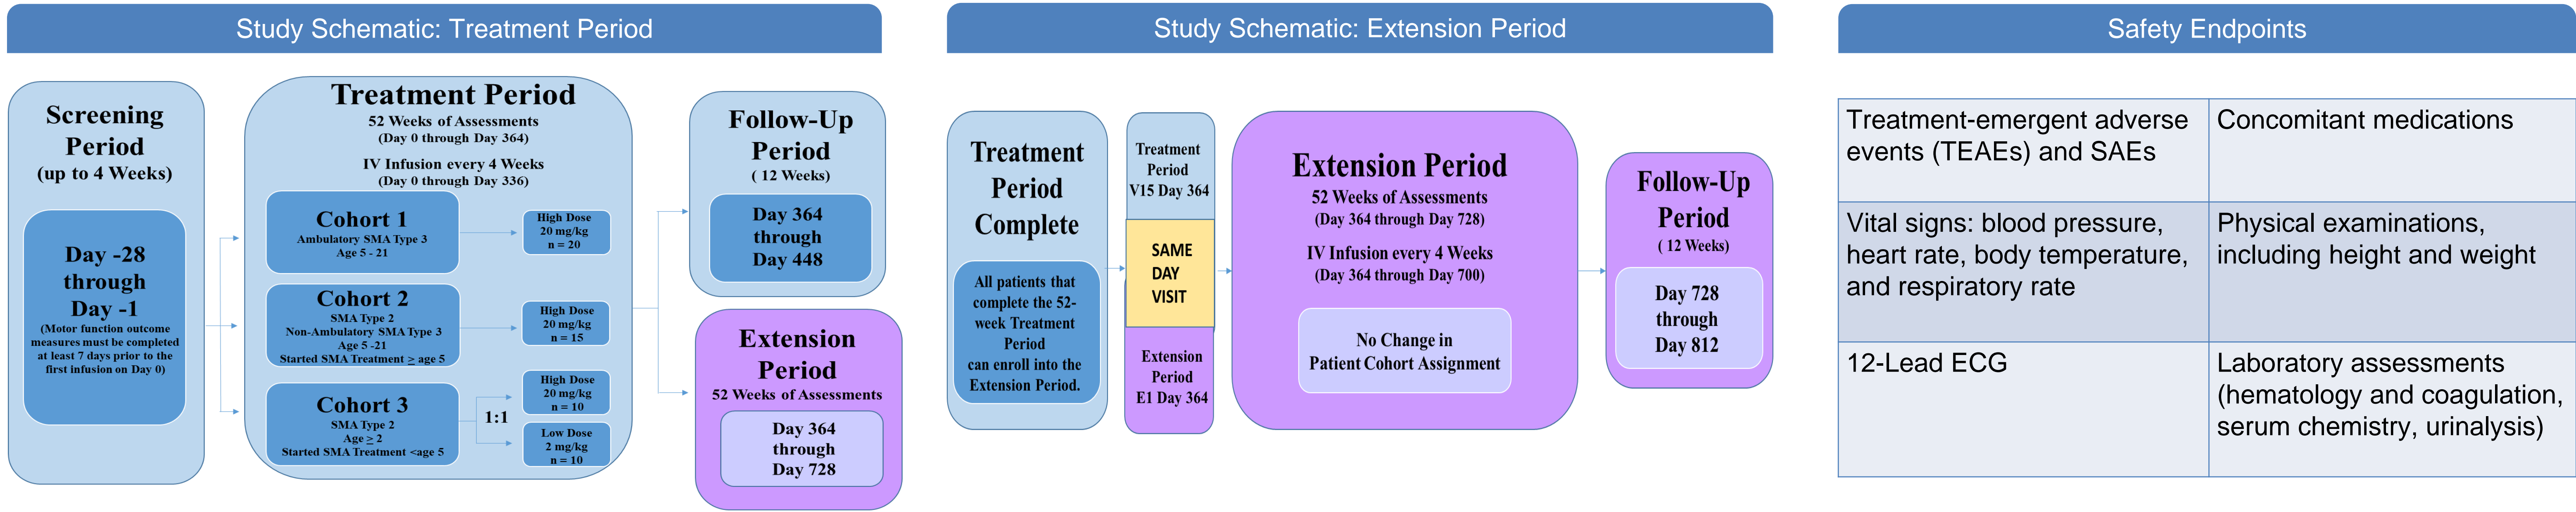 Study Schematic: Treatment Period
Screening
Period
(up to 4 Weeks)
Day -28
through
Day -1
(Motor function outcome
measures must be completed
at least 7 days prior to the
first infusion on Day 0)
Treatment Period
52 Weeks of Assessments
(Day 0 through Day 364)
IV Infusion every 4 Weeks
(Day 0 through Day 336)
Cohort 1
Ambulatory SMA Type 3
Age 5 - 21
High Dose
20 mg/kg
n = 20
Cohort 2
SMA Type 2
Non-Ambulatory SMA Type 3
Age 5 -21
Started SMA Treatment ≥ age 5
High Dose
20 mg/kg
n = 15
Cohort 3
SMA Type 2
Age ≥ 2
Started SMA Treatment <age 5
1:1
High Dose
20 mg/kg
n = 10
Low Dose
2 mg/kg
n = 10
Follow-Up
Period
( 12 Weeks)
Day 364
through
Day 448
Extension
Period
52 Weeks of Assessments
Day 364
through
Day 728
Study Schematic: Extension Period
Treatment
Period
Complete
All patients that
complete the 52-
week Treatment
Period
can enroll into the
Extension Period.
Treatment
Period
V15 Day 364
SAME
DAY
VISIT
Extension
Period
E1 Day 364
Extension Period
52 Weeks of Assessments
(Day 364 through Day 728)
IV Infusion every 4 Weeks
(Day 364 through Day 700)
No Change in
Patient Cohort Assignment
Follow-Up
Period
( 12 Weeks)
Day 728
through
Day 812
Safety Endpoints
Treatment-emergent adverse
events (TEAEs) and SAEs
Concomitant medications
Vital signs: blood pressure,
heart rate, body temperature,
and respiratory rate
Physical examinations,
including height and weight
12-Lead ECG
Laboratory assessments
(hematology and coagulation,
serum chemistry, urinalysis)